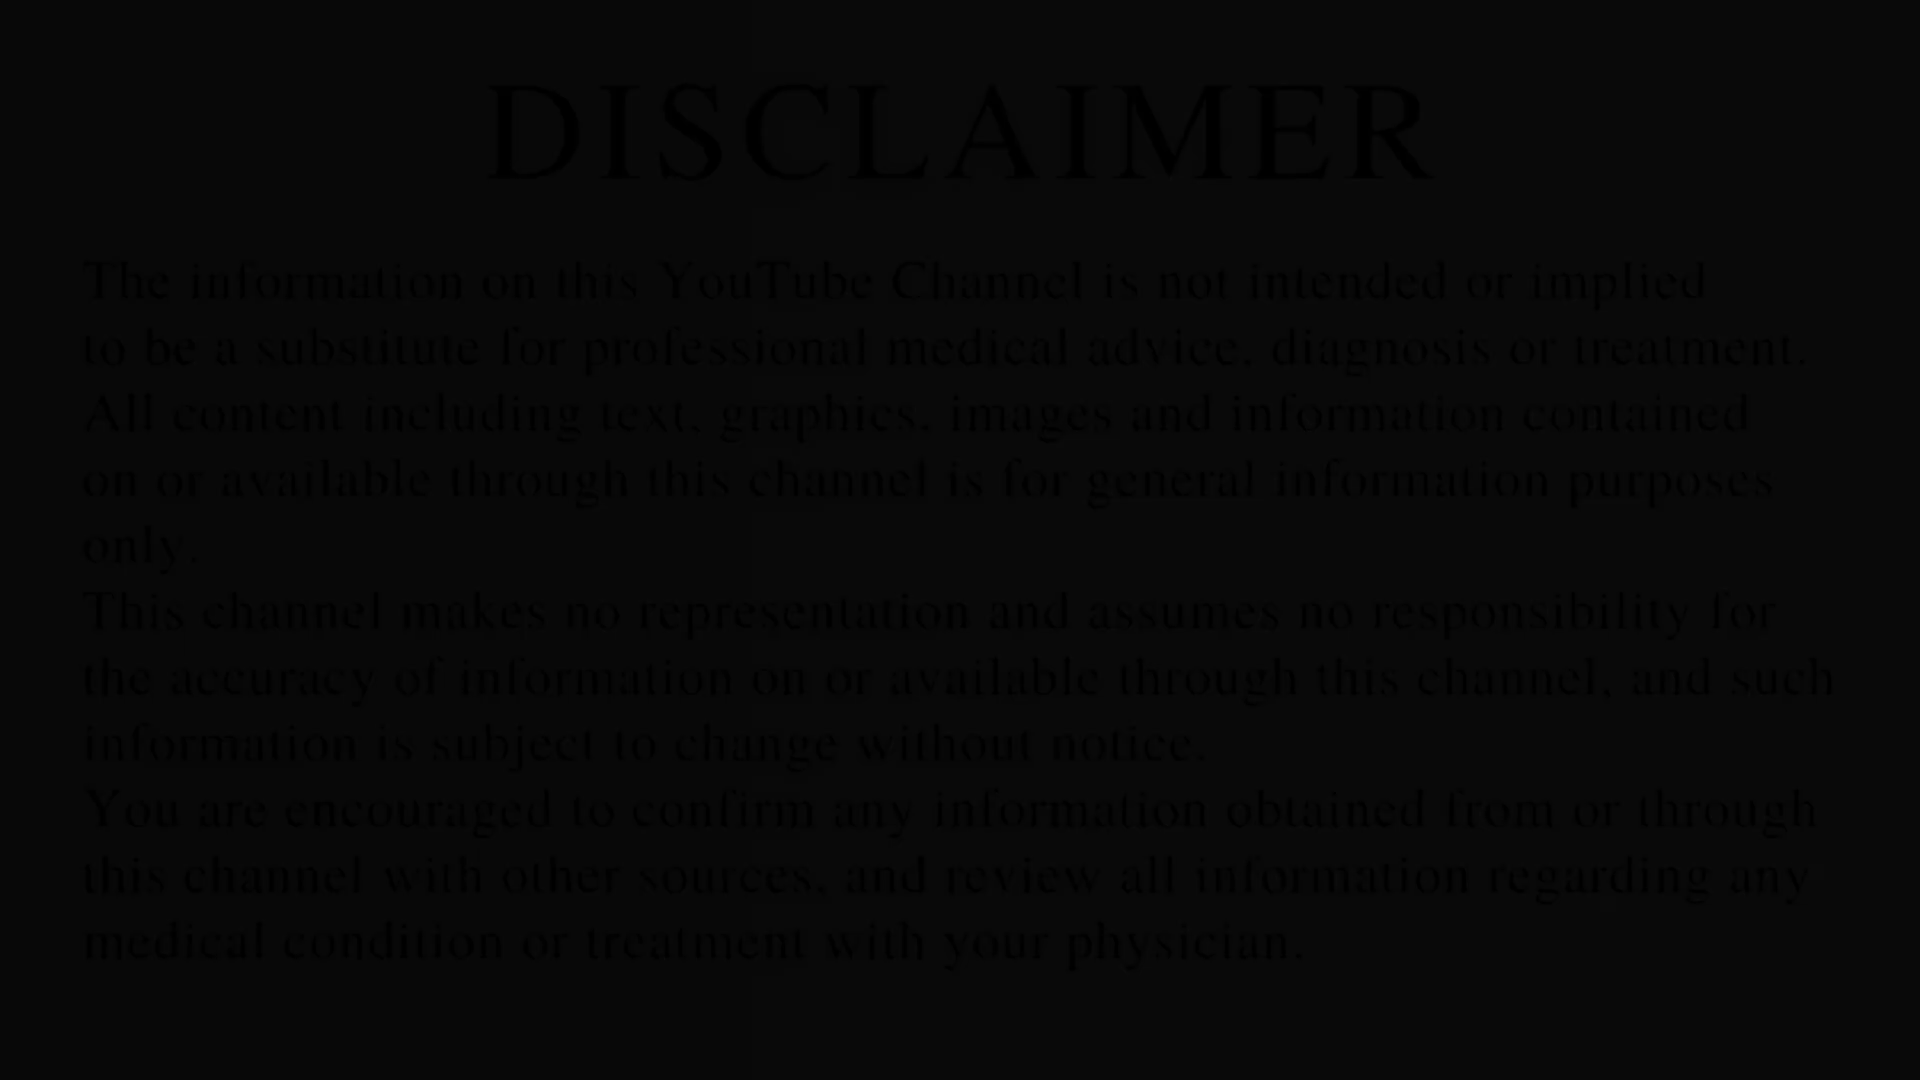 DISCLAIMER
The information on this YouTube Channel is not intended or implied
to be a substitute for professional medical advice, diagnosis or treatment.
All content including text, graphics, images and information contained
on or available through this channel is for general information purposes
only.
This channel makes no representation and assumes no responsibility for
the accuracy of information on or available through this channel, and such
information is subject to change without notice.
You are encouraged to confirm any information obtained from or through
this channel with other sources, and review all information regarding any
medical condition or treatment with your physician.